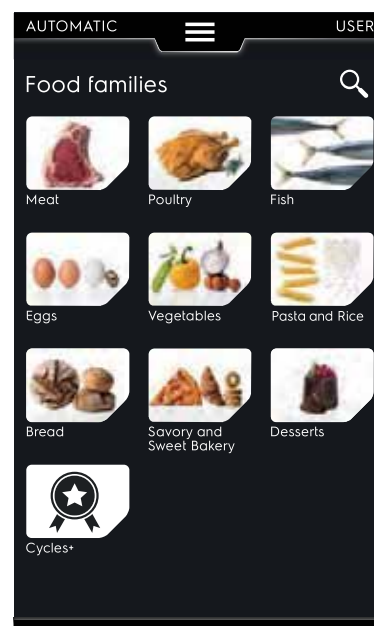 AUTOMATIC USER
Food families
Meat Poultry Fish
Eggs Vegetables Pasta and Rice
Bread Savory and Desserts
Sweet Bakery
Cycles+